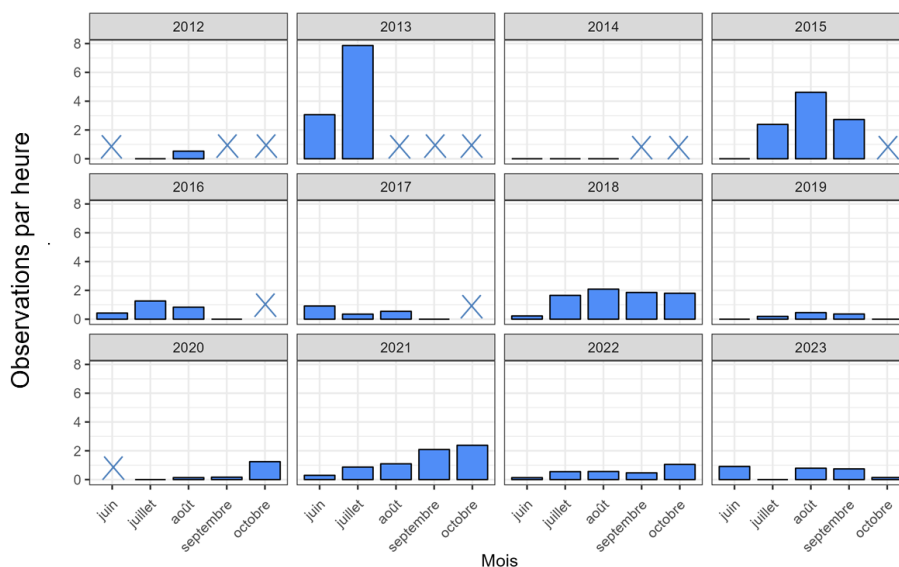 Observations par heure
2012
2013
2014
2015
8
6
4
2
0
2016
2017
2018
2019
8
6
4
2
0
2020
2021
2022
2023
8
6
4
2
0
juin
juillet
août
septembre
octobre
juin
juillet
août
septembre
octobre
juin
juillet
août
septembre
octobre
juin
juillet
août
septembre
octobre
Mois